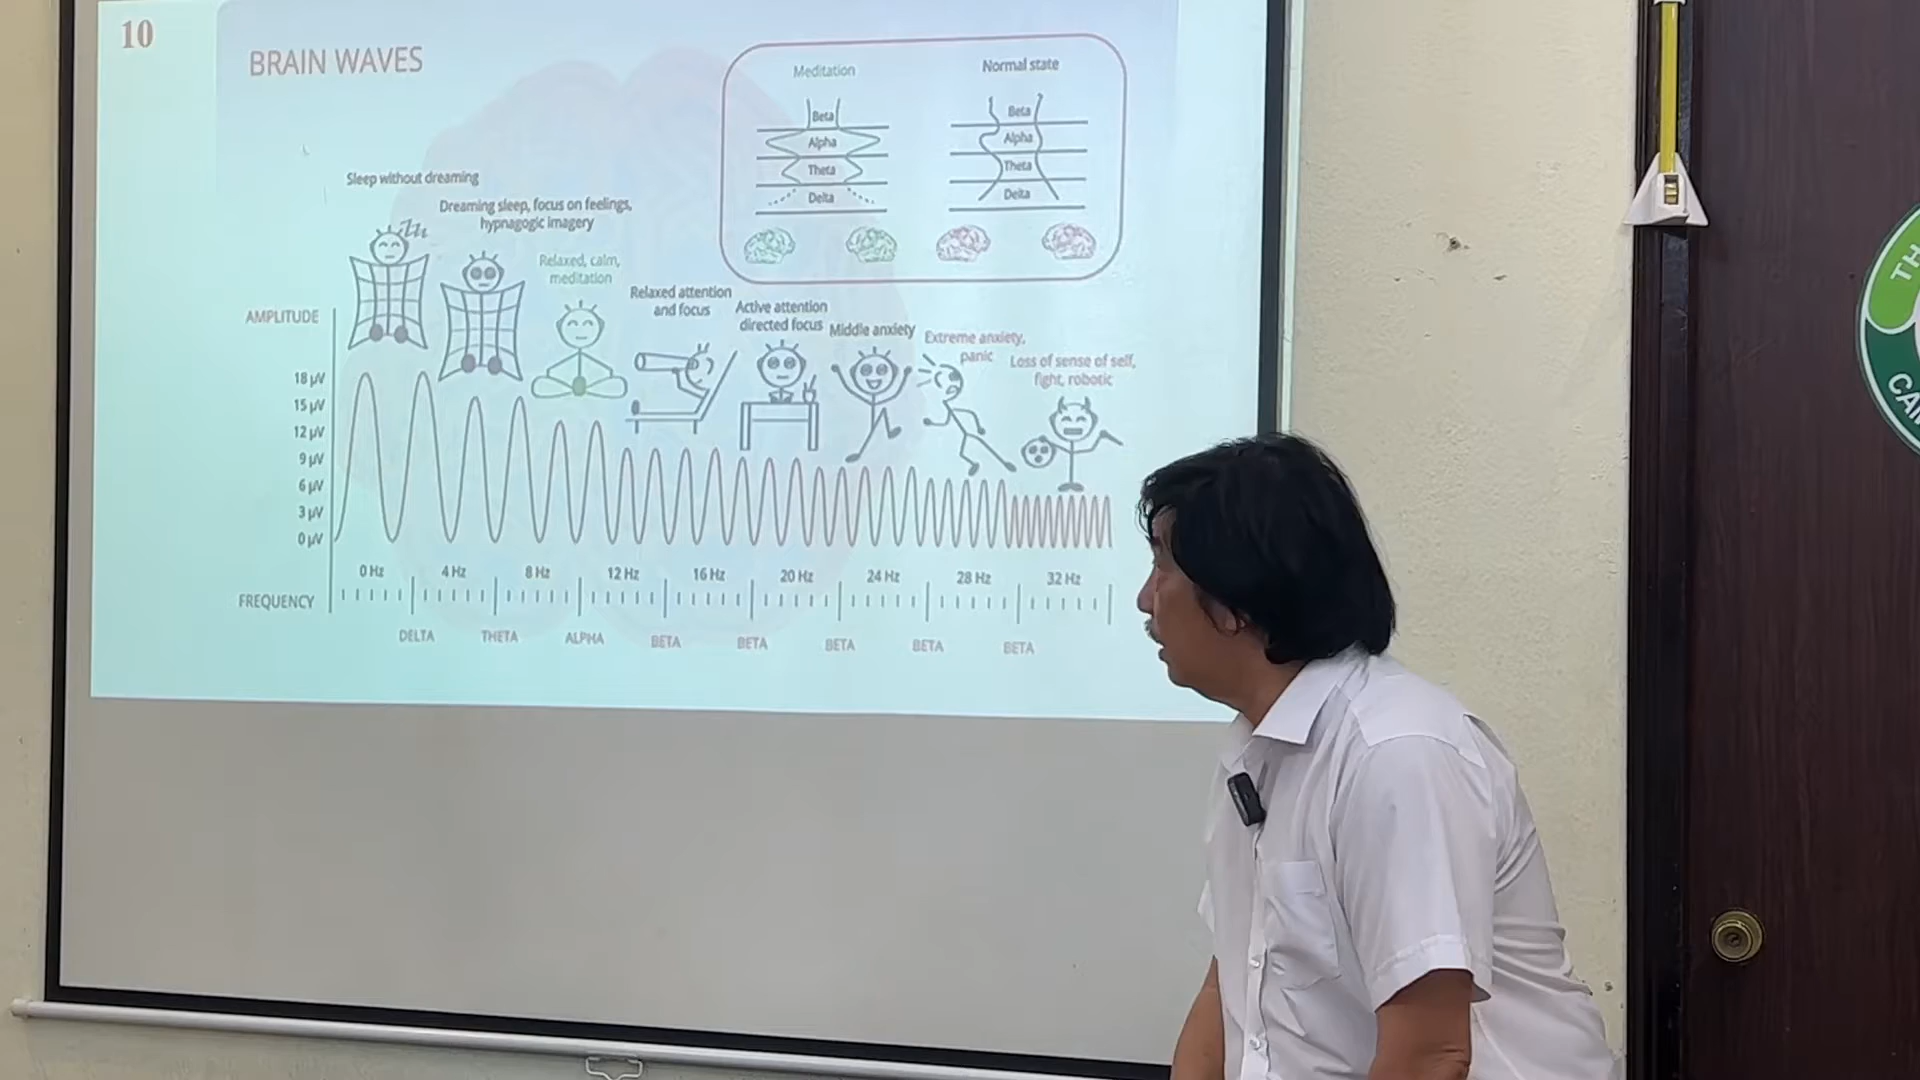 10
BRAIN WAVES
Meditation
Normal state
Beta
Alpha
Theta
Delta
Beta
Alpha
Theta
Delta
Sleep without dreaming
Dreaming sleep, focus on feelings,
hypnagogic imagery
Relaxed, calm,
meditation
Relaxed attention
and focus
Active attention
directed focus
Middle anxiety
Extreme anxiety,
panic
Loss of sense of self,
fight, robotic
AMPLITUDE
18 µV
15 µV
12 µV
9 µV
6 µV
3 µV
0 µV
0 Hz 4 Hz 8 Hz 12 Hz 16 Hz 20 Hz 24 Hz 28 Hz 32 Hz
FREQUENCY
DELTA THETA ALPHA BETA BETA BETA BETA BETA